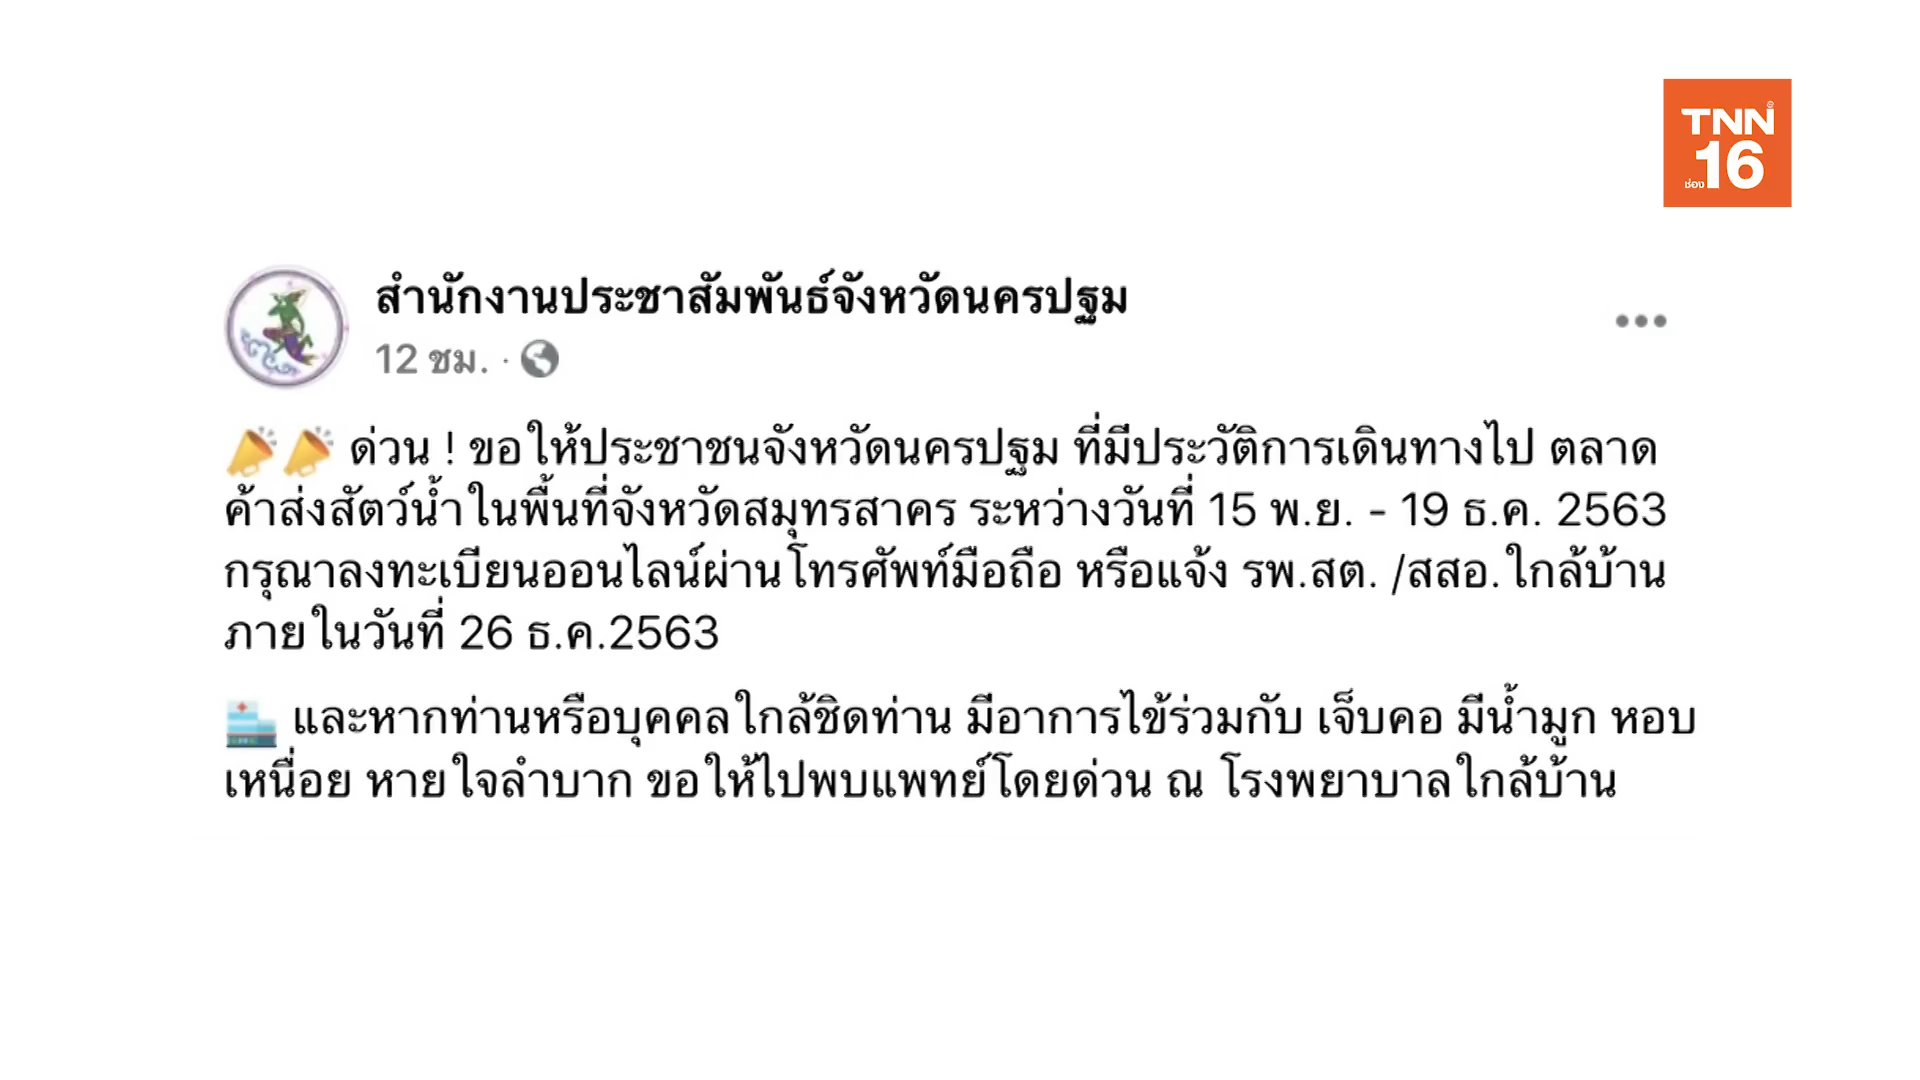 TNN
ช่อง 16
สำนักงานประชาสัมพันธ์จังหวัดนครปฐม
12 ชม. ·
ด่วน ! ขอให้ประชาชนจังหวัดนครปฐม ที่มีประวัติการเดินทางไป ตลาด
ค้าส่งสัตว์น้ำในพื้นที่จังหวัดสมุทรสาคร ระหว่างวันที่ 15 พ.ย. - 19 ธ.ค. 2563
กรุณาลงทะเบียนออนไลน์ผ่านโทรศัพท์มือถือ หรือแจ้ง รพ.สต. /สสอ.ใกล้บ้าน
ภายในวันที่ 26 ธ.ค.2563
และหากท่านหรือบุคคลใกล้ชิดท่าน มีอาการไข้ร่วมกับ เจ็บคอ มีน้ำมูก หอบ
เหนื่อย หายใจลำบาก ขอให้ไปพบแพทย์โดยด่วน ณ โรงพยาบาลใกล้บ้าน